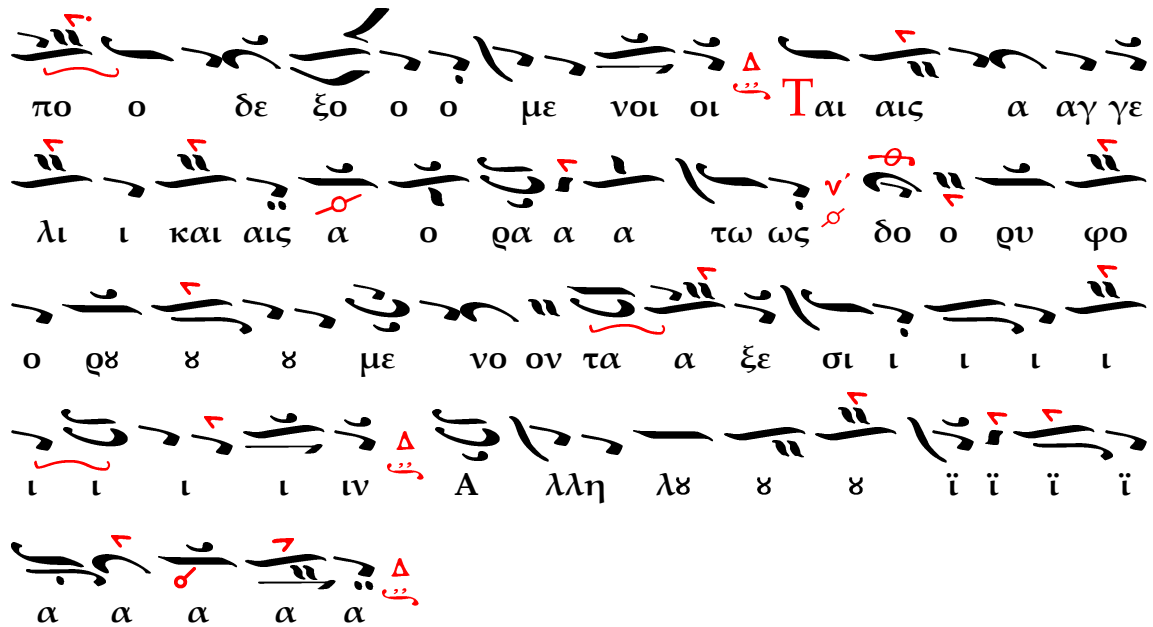 πο ο δε ξο ο ο με νοι οι Ται αις α αγ γε
λι ι και αις α ο ρα α α τω ως δο ο ρυ φο
ο ρȣ ȣ ȣ με νο ον τα α ξε σι ι ι ι ι
ι ι ι ι ιν Α λλη λȣ ȣ ȣ ϊ ϊ ϊ ϊ
α α α α α